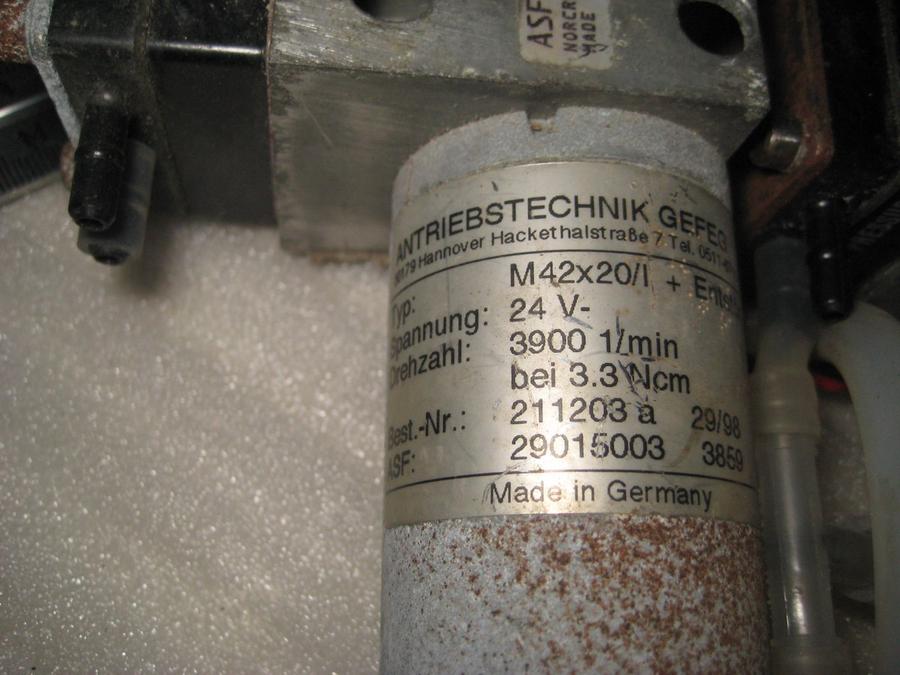 ASF
NORCR
MADE
ANTRIEBSTECHNIK GEFEG
Hannover Hackethalstraße 7 Tel. 0511
Typ: M42x20/I +
Spannung: 24 V-
Drehzahl: 3900 1/min
bei 3.3 Ncm
Best.-Nr.: 211203 a 29/98
ASF: 29015003 3859
Made in Germany